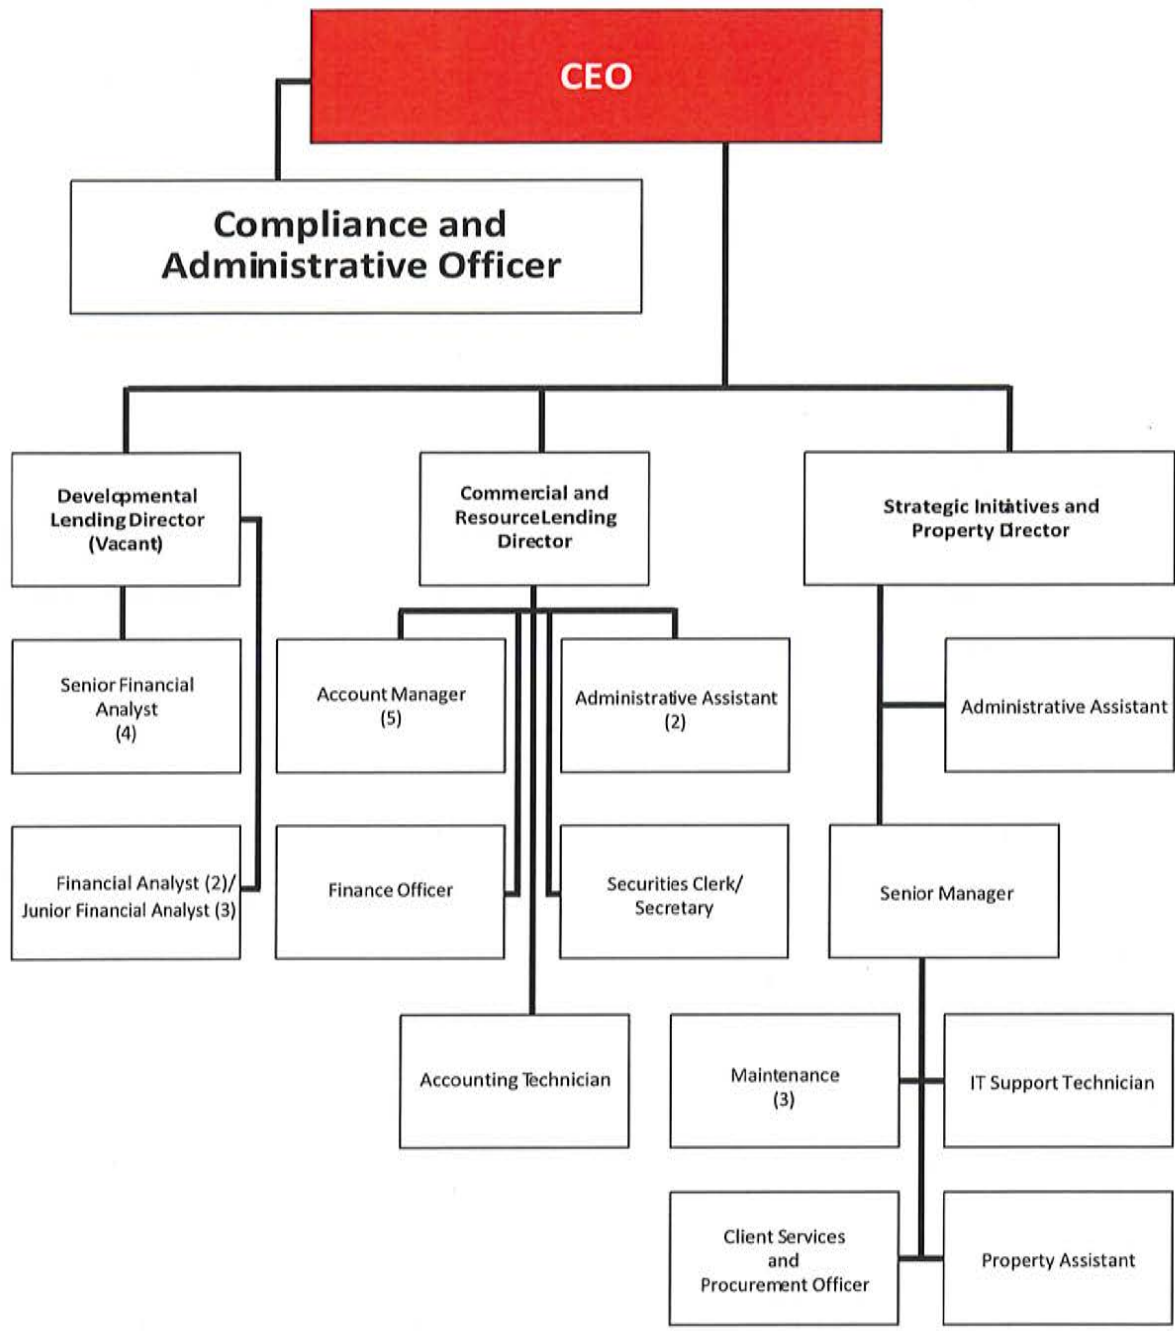 CEO
Compliance and
Administrative Officer
Developmental
Lending Director
(Vacant)
Commercial and
Resource Lending
Director
Strategic Initiatives and
Property Director
Senior Financial
Analyst
(4)
Account Manager
(5)
Administrative Assistant
(2)
Administrative Assistant
Financial Analyst (2)/
Junior Financial Analyst (3)
Finance Officer
Securities Clerk/
Secretary
Senior Manager
Accounting Technician
Maintenance
(3)
IT Support Technician
Client Services
and
Procurement Officer
Property Assistant